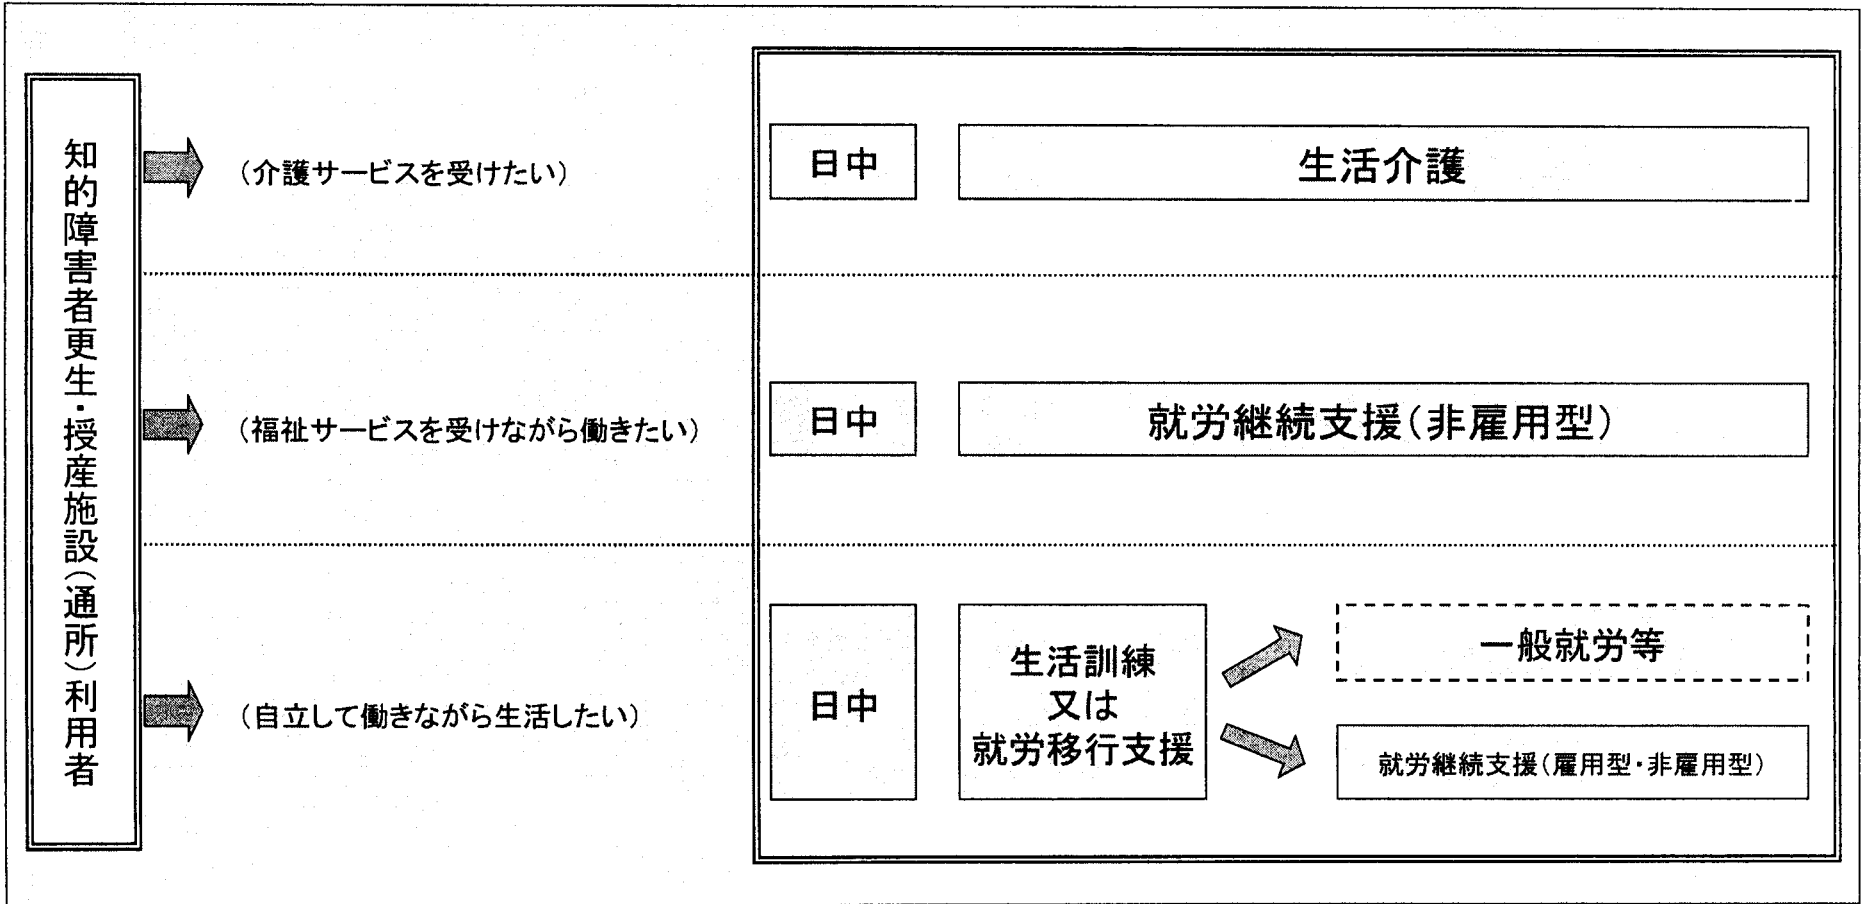 知的障害者更生・授産施設（通所）利用者
（介護サービスを受けたい）
日中
生活介護
（福祉サービスを受けながら働きたい）
日中
就労継続支援（非雇用型）
（自立して働きながら生活したい）
日中
生活訓練
又は
就労移行支援
一般就労等
就労継続支援（雇用型・非雇用型）